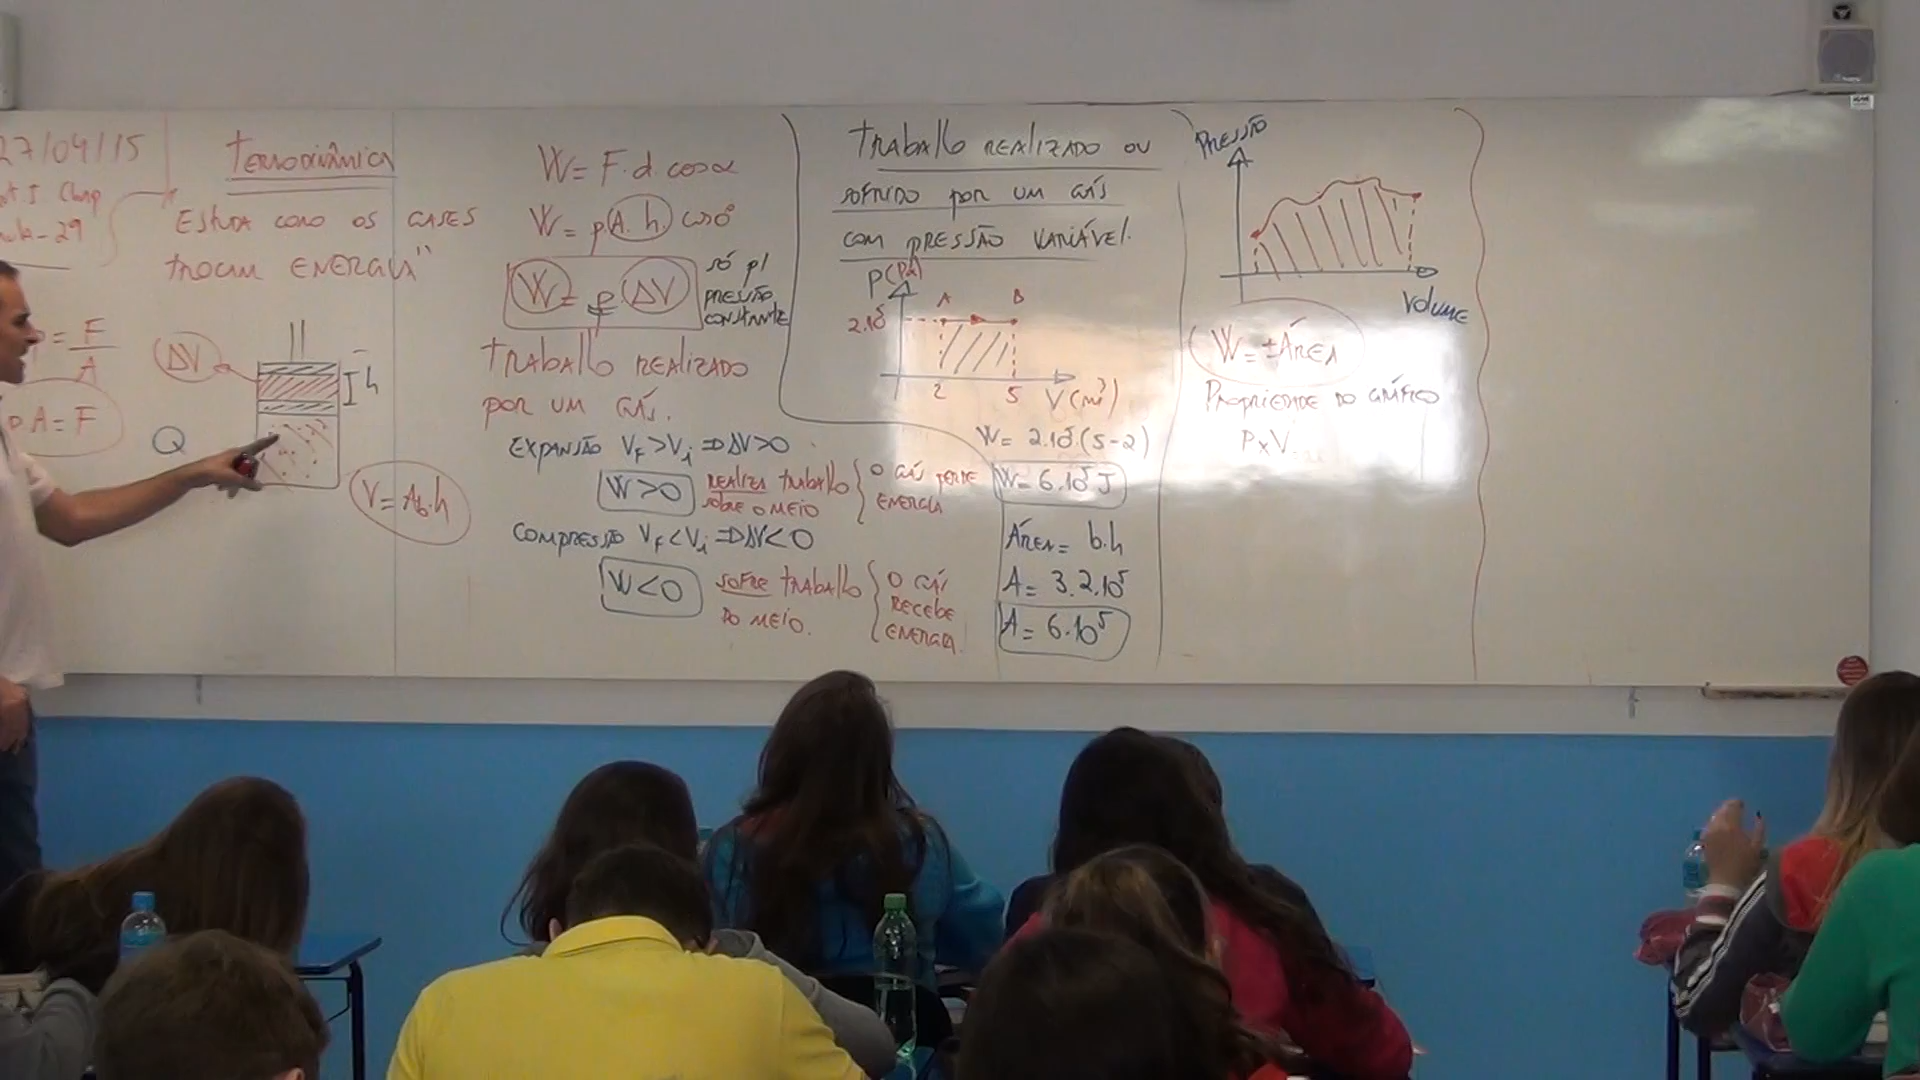 27/04/15
29
Termodinâmica
Estuda como os gases
trocam energia"
p = F/A
p A = F
ΔV
h
Q
V = Ab.h
W = F.d.cosα
W = p.A.h.cos0°
W = p.ΔV
só p/
pressão
constante
trabalho realizado
por um gás.
Expansão Vf > Vi ⇒ ΔV > 0
W > 0
realiza trabalho
sobre o meio
o gás perde
energia
Compressão Vf < Vi ⇒ ΔV < 0
W < 0
sofre trabalho
do meio.
o gás
recebe
energia.
Trabalho realizado ou
sofrido por um gás
com pressão variável.
P(Pa)
A B
2.10⁵
2 5 V(m³)
W = 2.10⁵.(5-2)
W = 6.10⁵ J
Área = b.h
A = 3.2.10⁵
A = 6.10⁵
Pressão
Volume
W = ±Área
Propriedade do gráfico
P x V